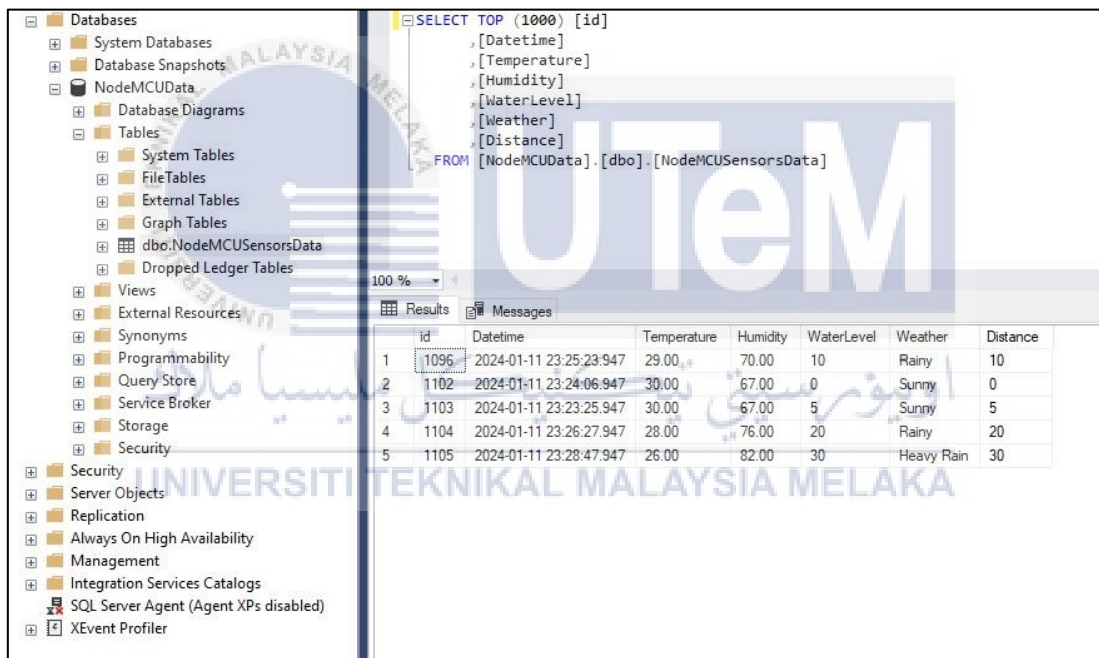 Databases
System Databases
Database Snapshots
NodeMCUData
Database Diagrams
Tables
System Tables
FileTables
External Tables
Graph Tables
dbo.NodeMCUSensorsData
Dropped Ledger Tables
Views
External Resources
Synonyms
Programmability
Query Store
Service Broker
Storage
Security
Security
Server Objects
Replication
Always On High Availability
Management
Integration Services Catalogs
SQL Server Agent (Agent XPs disabled)
XEvent Profiler
SELECT TOP (1000) [id]
,[Datetime]
,[Temperature]
,[Humidity]
,[WaterLevel]
,[Weather]
,[Distance]
FROM [NodeMCUData].[dbo].[NodeMCUSensorsData]
100 %
Results Messages
id Datetime Temperature Humidity WaterLevel Weather Distance
1 1096 2024-01-11 23:25:23.947 29.00 70.00 10 Rainy 10
2 1102 2024-01-11 23:24:06.947 30.00 67.00 0 Sunny 0
3 1103 2024-01-11 23:23:25.947 30.00 67.00 5 Sunny 5
4 1104 2024-01-11 23:26:27.947 28.00 76.00 20 Rainy 20
5 1105 2024-01-11 23:28:47.947 26.00 82.00 30 Heavy Rain 30
UTeM
اونيورسيتي تيكنيكل مليسيا ملاك
UNIVERSITI TEKNIKAL MALAYSIA MELAKA